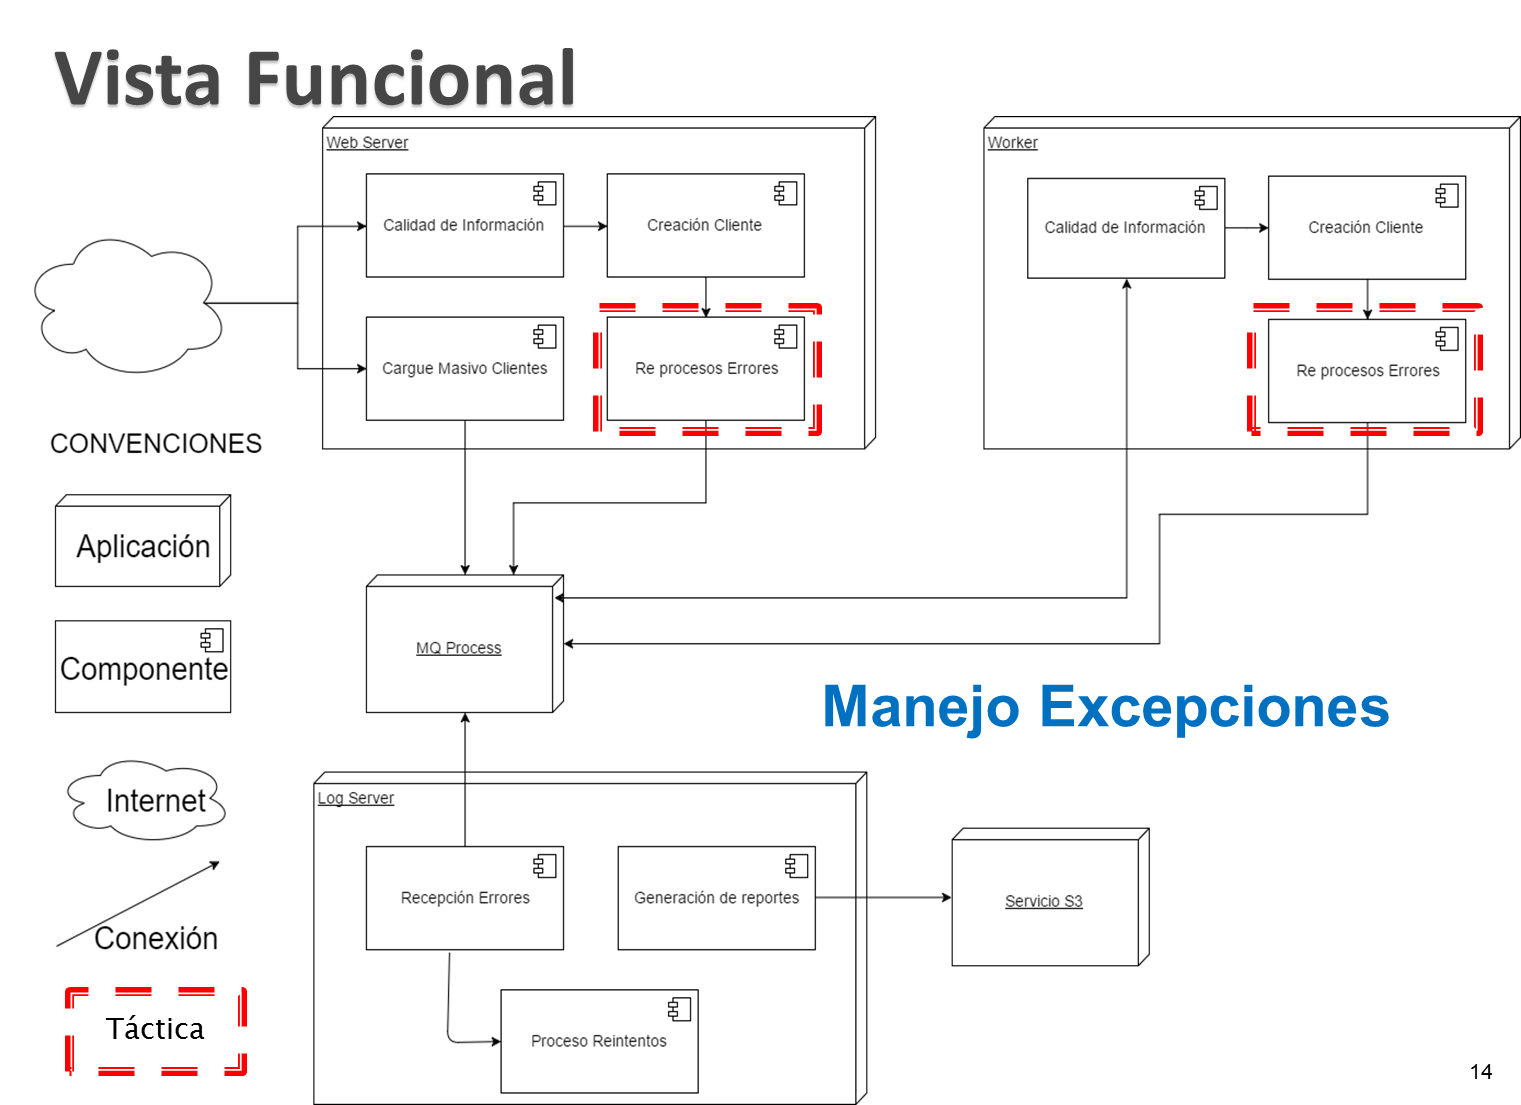 Vista Funcional
Web Server
Calidad de Información
Creación Cliente
Cargue Masivo Clientes
Re procesos Errores
Worker
Calidad de Información
Creación Cliente
Re procesos Errores
CONVENCIONES
Aplicación
Componente
Internet
Conexión
Táctica
MQ Process
Manejo Excepciones
Log Server
Recepción Errores
Generación de reportes
Proceso Reintentos
Servicio S3
14